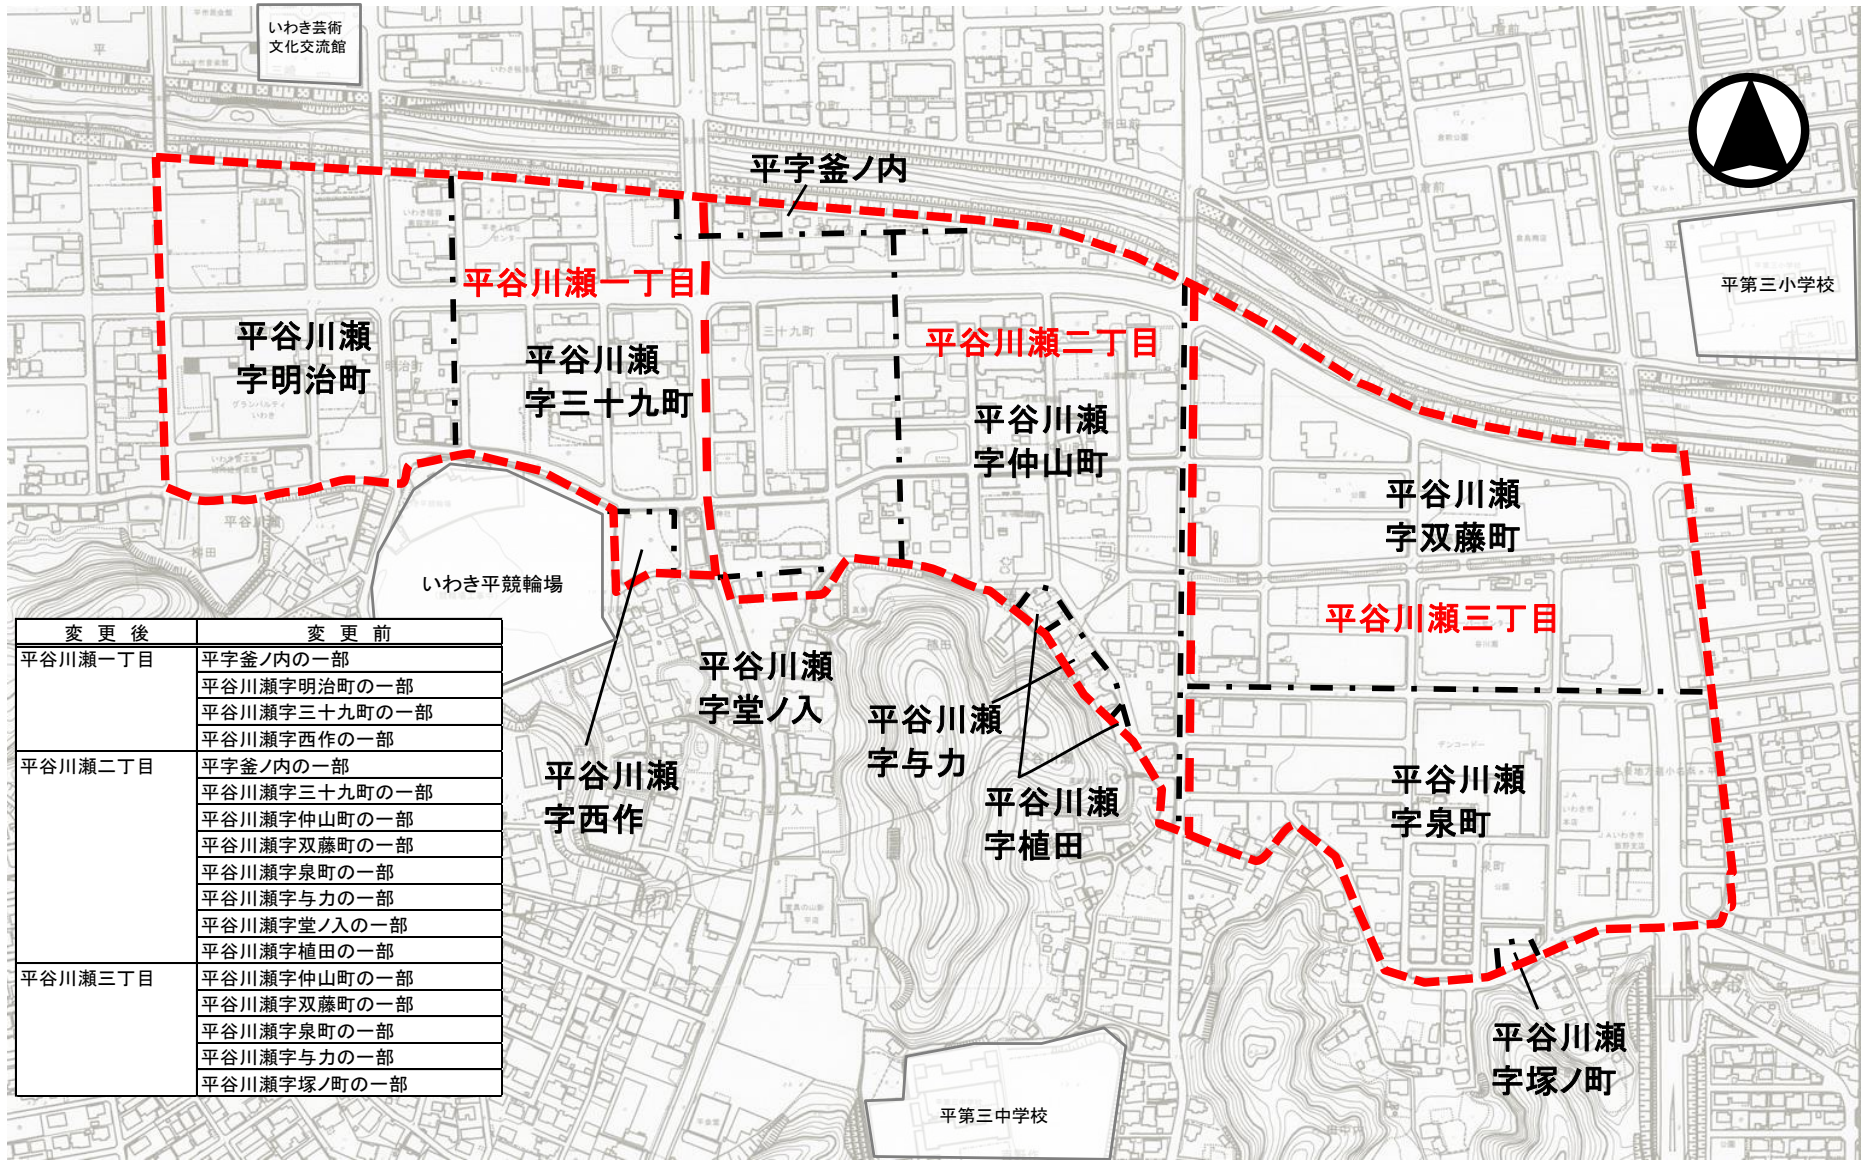 いわき芸術
文化交流館
平字釜ノ内
平谷川瀬一丁目
平谷川瀬二丁目
平第三小学校
平谷川瀬
字明治町
平谷川瀬
字三十九町
三十九町
明治町
平谷川瀬
字仲山町
平谷川瀬
字双藤町
平谷川瀬三丁目
いわき平競輪場
平谷川瀬
字堂ノ入
平谷川瀬
字西作
平谷川瀬
字与力
平谷川瀬
字植田
平谷川瀬
字泉町
平谷川瀬
字塚ノ町
平第三中学校
変更後 変更前
平谷川瀬一丁目 平字釜ノ内の一部
平谷川瀬字明治町の一部
平谷川瀬字三十九町の一部
平谷川瀬字西作の一部
平谷川瀬二丁目 平字釜ノ内の一部
平谷川瀬字三十九町の一部
平谷川瀬字仲山町の一部
平谷川瀬字双藤町の一部
平谷川瀬字泉町の一部
平谷川瀬字与力の一部
平谷川瀬字堂ノ入の一部
平谷川瀬字植田の一部
平谷川瀬三丁目 平谷川瀬字仲山町の一部
平谷川瀬字双藤町の一部
平谷川瀬字泉町の一部
平谷川瀬字与力の一部
平谷川瀬字塚ノ町の一部